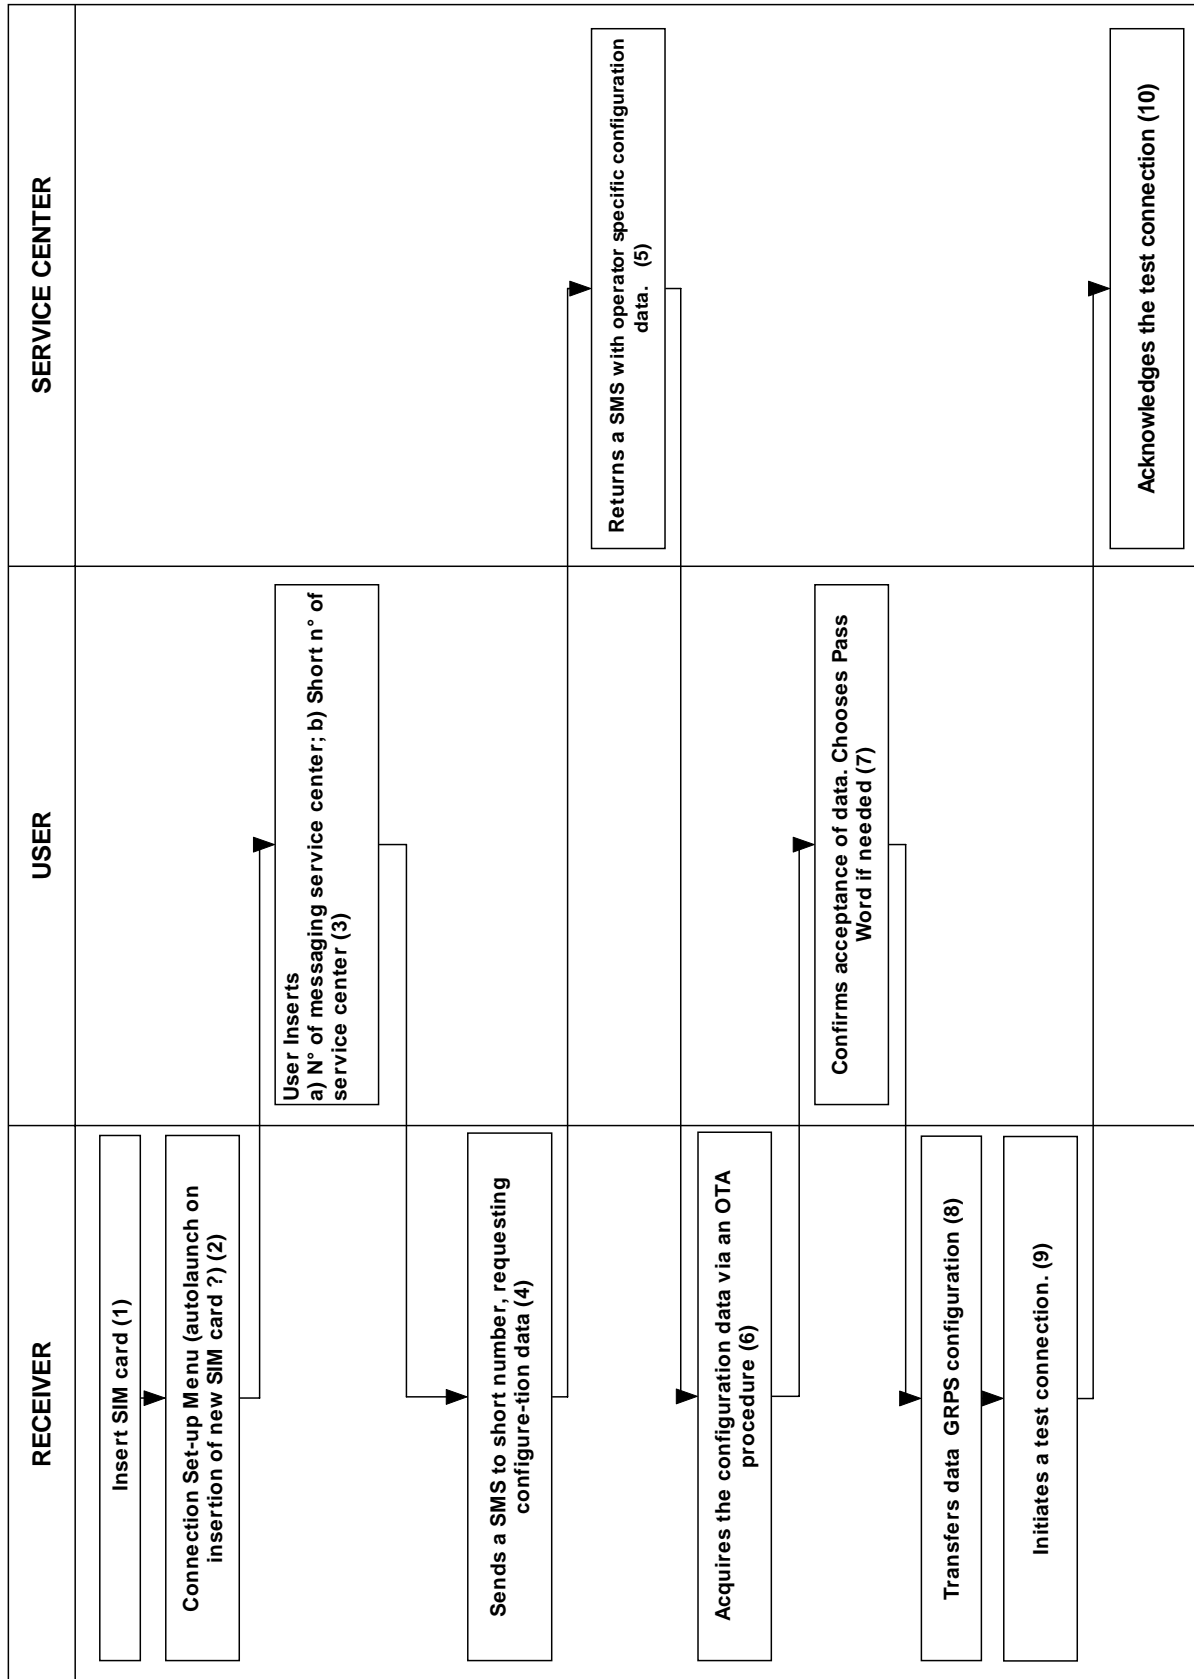 RECEIVER
USER
SERVICE CENTER
Insert SIM card (1)
Connection Set-up Menu (autolaunch on
insertion of new SIM card ?) (2)
User Inserts
a) N° of messaging service center; b) Short n° of
service center (3)
Sends a SMS to short number, requesting
configure-tion data (4)
Returns a SMS with operator specific configuration
data. (5)
Acquires the configuration data via an OTA
procedure (6)
Confirms acceptance of data. Chooses Pass
Word if needed (7)
Transfers data GRPS configuration (8)
Initiates a test connection. (9)
Acknowledges the test connection (10)